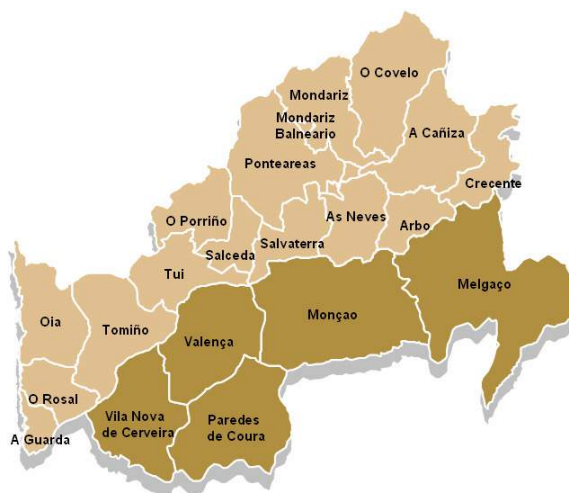 O Covelo
Mondariz
Mondariz
Balneario
A Cañiza
Ponteareas
Crecente
O Porriño
As Neves
Arbo
Salceda
Salvaterra
Tui
Melgaço
Monçao
Oia
Tomiño
Valença
O Rosal
Vila Nova
de Cerveira
Paredes
de Coura
A Guarda